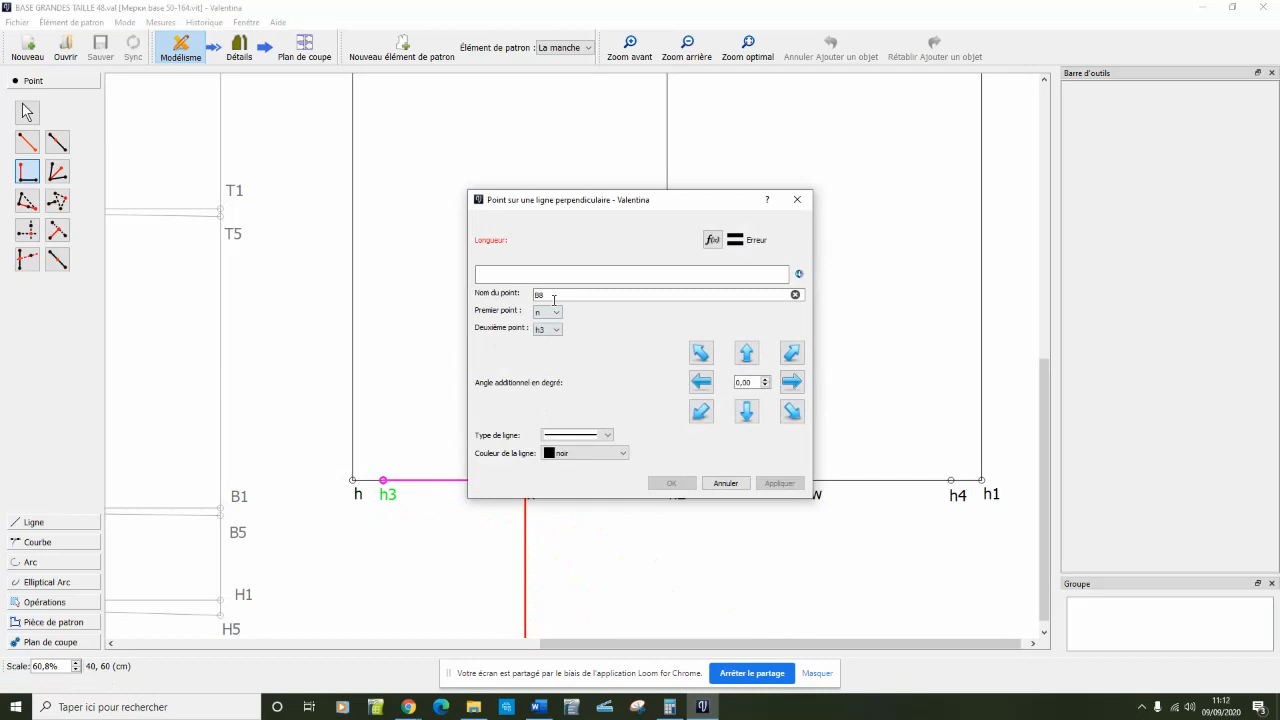 BASE GRANDES TAILLE 48.val [Мерки base 50-164.vit] - Valentina
Fichier Élément de patron Mode Mesures Historique Fenêtre Aide
Nouveau Ouvrir Sauver Sync Modélisme Détails Plan de coupe Nouveau élément de patron Élément de patron : La manche Zoom avant Zoom arrière Zoom optimal Annuler Ajouter un objet Rétablir Ajouter un objet
Point
Barre d'outils
T1
T5
B1
B5
H1
H5
h
h3
w
h4
h1
Point sur une ligne perpendiculaire - Valentina
?
Longueur:
f(x)
Erreur
Nom du point: B8
Premier point : n
Deuxième point : h3
Angle additionnel en degré: 0,00
Type de ligne:
Couleur de la ligne: noir
OK Annuler Appliquer
Ligne
Courbe
Arc
Elliptical Arc
Opérations
Pièce de patron
Plan de coupe
Groupe
Scale: 60,8% 40, 60 (cm)
Votre écran est partagé par le biais de l'application Loom for Chrome. Arrêter le partage Masquer
Taper ici pour rechercher
11:12
09/09/2020